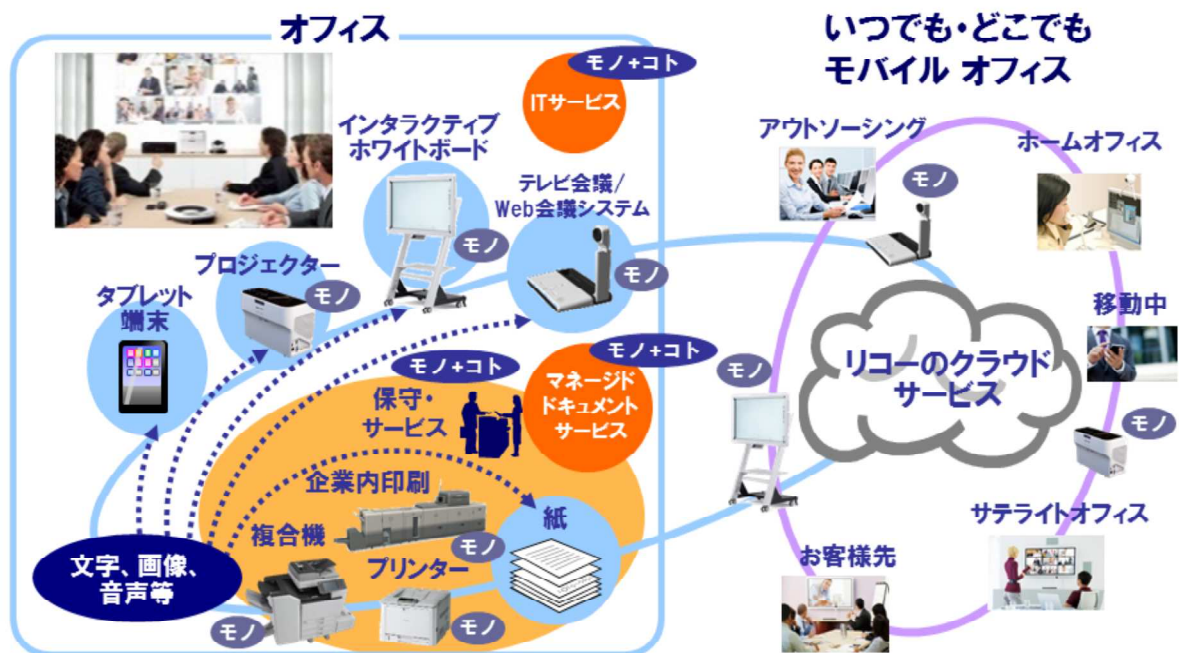 オフィス
いつでも・どこでも
モバイル オフィス
モノ+コト
ITサービス
インタラクティブ
ホワイトボード
テレビ会議/
Web会議システム
モノ
モノ
プロジェクター
モノ
タブレット
端末
モノ+コト
モノ+コト
マネージド
ドキュメント
サービス
保守・
サービス
企業内印刷
モノ
紙
複合機
モノ
プリンター
モノ
文字、画像、
音声等
アウトソーシング
モノ
ホームオフィス
移動中
モノ
リコーのクラウド
サービス
モノ
サテライトオフィス
お客様先